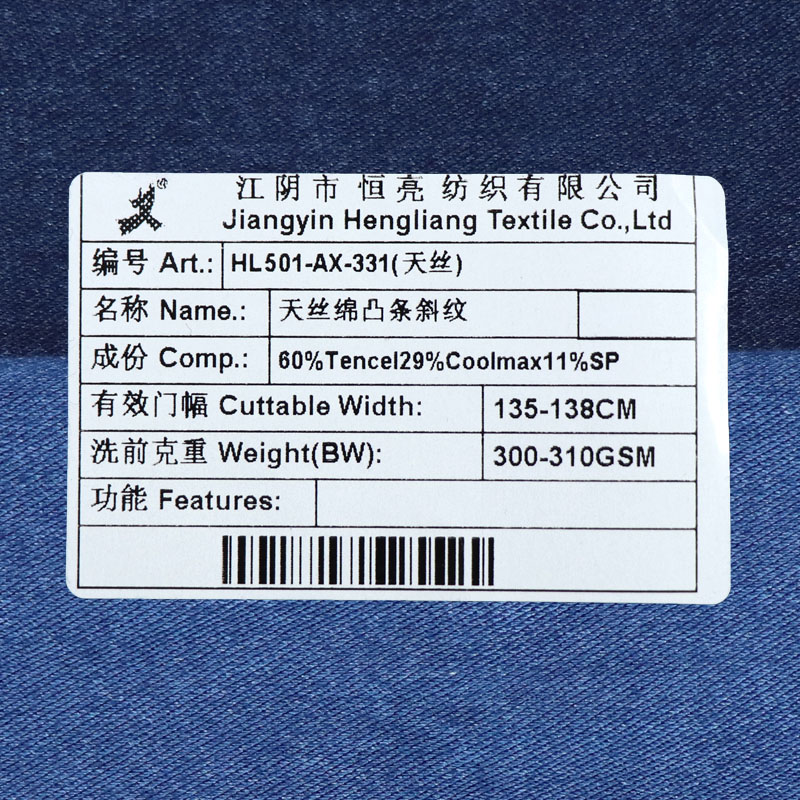 江阴市 恒亮纺织有限公司
Jiangyin Hengliang Textile Co.,Ltd
编号 Art.: HL501-AX-331(天丝)
名称 Name.: 天丝绵凸条斜纹
成份 Comp.: 60%Tencel29%Coolmax11%SP
有效门幅 Cuttable Width: 135-138CM
洗前克重 Weight(BW): 300-310GSM
功能 Features: